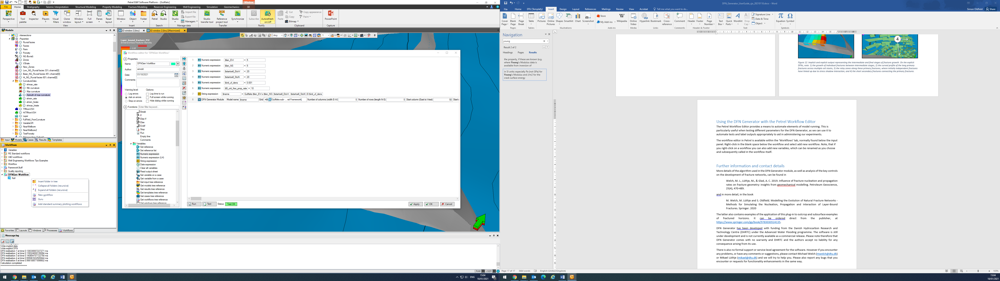 Petrel E&P Software Platform - [Gullfaks]
Window
File
Home
Stratigraphy
Seismic Interpretation
Structural Modeling
Property Modeling
Fracture Modeling
Reservoir Engineering
Well Engineering
Simulation
Geomechanics
3D
Perspective
Tool palette
Inspector
Players
Visual filters
Clone window
Window layout
Full screen
Panes
Reset layout
Window
Object
Folder
Petrel
Studio
Studio
Import file
Export file
Managers
Studio transfer tool
Reference project tool
Synchronize
Subscribe
Autorefresh on/off
Paste
Cut
Copy
Bitmap
Copy appearance
Paint
PowerPoint
View
Insert
Search
Manage data
Transfer
Notify
Clipboard
Capture
Models
Intersections
Properties
Fluvial facies
Facies
Perm
Porosity
NG (fluvial)
Zones
VShale
New_Zones
Low_NG_Fluvial facies 33% channel[0]
Base_NG_Fluvial facies 45% channel[0]
Hi_NG_Fluvial facies 60% channel[0]
CurvatureData
ehmax_rate
Min curvature
Max curvature
Azimuth of max curvature
ehmin_rate
ehmin_hirate
ehmax_hirate
TRfromVSH
HiTRfromVSH
Layer
FullField_FromCurvature
VariableSR
NearWellbore
NearWellbore2
TestPorosity
Input
Models
Cases
Results
Templates
Workflows
Variables
RE Standard workflows
U&O workflows
Well Engineering Workflows Tips Examples
Workflow
FrameworkStuff
Quality reporting
DFNGen Workflow
Null
Insert folder in tree
Collapse all folders (recursive)
Expand all folders (recursive)
New workflow
Guru
Add standard summary plotting workflows
Favorites
Layouts
Windows
Processes
Workflows
3D window 2 [Any] [Maximized]
Layer_bound_fracture_P32
Dimensionless fracture intensity
Any
Workflow editor for "DFNGen Workflow"
Properties
Name:
DFNGen Workflow
Author:
simold
Date:
01/18/2021
Comments:
Warning level:
Options:
Log errors
Log time to run
Ask on errors
Full screen while running
Stop on errors
Hide dialog while running
Functions
Enter filter keyword...
Break
If
Else If
Else
Endif
Stop
Run
Empty line
Comments
Variables
Set reference
Set reference list
Numeric expression
Numeric expression (LH)
String expression
Date expression
Clear all variables
Read output sheet
Set variable on a case
Get variable from a case
Get input tree reference
Get models tree reference
Get results tree reference
Get templates tree reference
Get cases tree reference
Get workflows tree reference
Get windows tree reference
1 Numeric expression $len_EW = 5
2 Numeric expression $len_NS = 5
3 Numeric expression $startcell_EtoW = 20
4 Numeric expression $startcell_StoN = 20
5 Numeric expression $init_uf_dens = 0.001
6 Numeric expression $B_crit_frac_prop_rate = 10
7 String expression $name = Gullfaks $len_EW x $len_NS ( $startcell_EtoW . $startcell_StoN ) B $init_uf_dens
8 DFN Generator Module Model name $name Grid Gullfaks sub- ... ral Framework] Number of columns (width E-W) 5 Number of rows (length N-S) 5 Start column (East to West) 50 Start r
Run
Test
Status:
Test OK
Apply
OK
Cancel
Message log
Write implicit data
Write explicit DFN
DFN realisation 1 at time 0.138330007227271 ma
DFN realisation 2 at time 0.139324000135094 ma
DFN realisation 3 at time 0.140804707722758 ma
DFN realisation 4 at time 0.555061632505844 ma
DFN realisation 5 at time 0.566188571898602 ma
Calculation completed
RAM
USER
ENG
15:04
18/01/2021
DFN_Generator_UserGuide_sjo_20210118.docx - Word
Simon Oldfield
Share
File
Home
DTU (Templafy)
Insert
Design
Layout
References
Mailings
Review
View
Acrobat
Tell me what you want to do...
Cover Page
Blank Page
Page Break
Table
Pictures
Online Pictures
Shapes
SmartArt
Chart
Screenshot
Store
My Add-ins
Wikipedia
Online Video
Hyperlink
Bookmark
Cross-reference
Comment
Header
Footer
Page Number
Text Box
Quick Parts
WordArt
Drop Cap
Signature Line
Date & Time
Object
Equation
Symbol
Pages
Tables
Illustrations
Add-ins
Media
Links
Comments
Header & Footer
Text
Symbols
Navigation
young
Result 2 of 2
Headings
Pages
Results
the property, if these are known (e.g.
where Young's Modulus data is
available from inversion of
in SI units: especially Pa (not GPa) for
Young's Modulus and J/m2 for the
crack surface energy
4
Figure 12: Implicit and explicit output representing the intermediate and final stages of fracture growth. On the explicit
DFNs, note: 1) the growth of individual fractures between intermediate stages, 2) the curved profile of the long primary
fractures across multiple cell stacks, 3) the relay zones along these primary fractures, where initially independent fractures
have linked up due to stress shadow interaction, and 4) the short secondary fractures connecting the primary fractures.
Using the DFN Generator with the Petrel Workflow Editor
The Petrel Workflow Editor provides a means to automate elements of model running. This is
particularly useful when testing different parameters for the DFN Generator, as we can use it to
automate tests and label outputs appropriately to aid in administering our experiments.
The workflow editor in Petrel is available within the 'Workflows' tab, normally found below the input
panel. Right-click in the blank space below the workflow and select add new workflow. Note, that if
you right-click on a workflow you can also add new variables, which can be renamed as you choose
and subsequently called in the workflow itself.
Further information and contact details
More details of the algorithm used in the DFN Generator module, as well as analysis of the key controls
on the development of fracture networks, can be found in
Welch, M. J., Lüthje, M., & Glad, A. C. 2019. Influence of fracture nucleation and propagation
rates on fracture geometry: insights from geomechanical modelling. Petroleum Geoscience,
25(4), 470-489.
and in more detail, in the book
M. Welch, M. Lüthje and S. Oldfield. Modelling the Evolution of Natural Fracture Networks -
Methods for Simulating the Nucleation, Propagation and Interaction of Layer-Bound
Fractures. Springer. 2020
The latter also contains examples of the application of this plug-in to outcrop and subsurface examples
of fractured horizons. It can be ordered direct from the publisher, at
https://www.springer.com/gp/book/9783030524135.
DFN Generator has been developed with funding from the Danish Hydrocarbon Research and
Technology Centre (DHRTC) under the Advanced Water Flooding programme. The software is still
under development and is not currently available as a commercial release. Please note therefore that
DFN Generator comes with no warranty and DHRTC and the authors accept no liability for any
consequence arising from its use.
There is also no formal support or service level agreement for the software. However if you encounter
any problems, or have any comments or suggestions, please contact Michael Welch (mwelch@dtu.dk)
or Mikael Lüthje (mikael@dtu.dk) and we will try to help you. Please also report any bugs that you
encounter or requests for functionality enhancements in the same way.
Page 17 of 17
3664 words
English (United Kingdom)
103%
15:04
18/01/2021